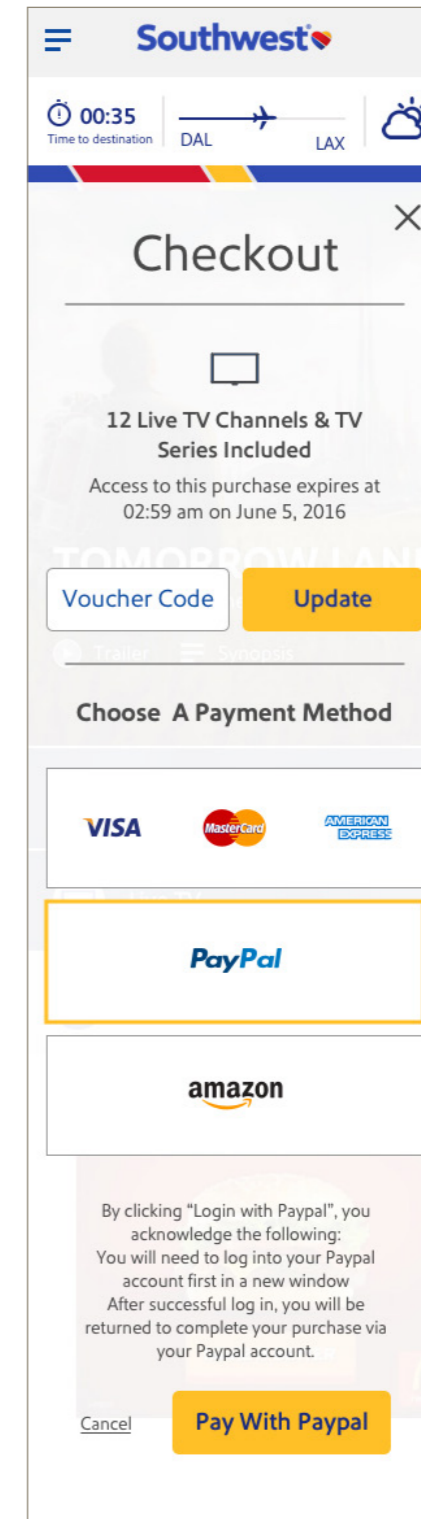 Southwest
00:35
Time to destination
DAL
LAX
Checkout
12 Live TV Channels & TV
Series Included
Access to this purchase expires at
02:59 am on June 5, 2016
TOMORROW LAND
Voucher Code
Update
Trailer
Synopsis
Choose A Payment Method
VISA
MasterCard
AMERICAN
EXPRESS
Live TV
PayPal
amazon
By clicking “Login with Paypal”, you
acknowledge the following:
You will need to log into your Paypal
account first in a new window
After successful log in, you will be
returned to complete your purchase via
your Paypal account.
Cancel
Pay With Paypal